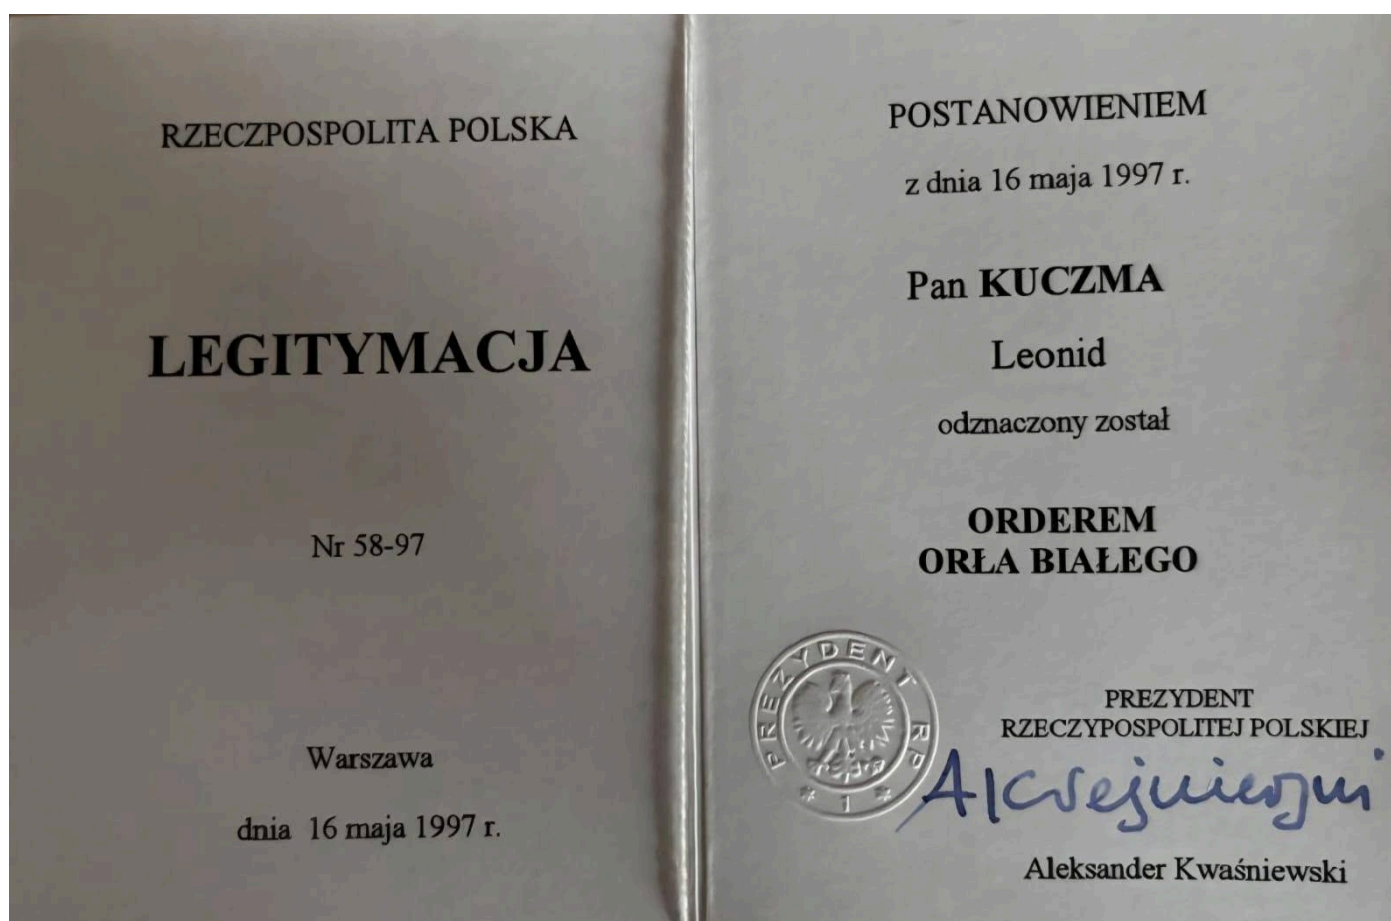 RZECZPOSPOLITA POLSKA
LEGITYMACJA
Nr 58-97
Warszawa
dnia 16 maja 1997 r.
POSTANOWIENIEM
z dnia 16 maja 1997 r.
Pan KUCZMA
Leonid
odznaczony został
ORDEREM
ORŁA BIAŁEGO
PREZYDENT RP
* 1 *
PREZYDENT
RZECZYPOSPOLITEJ POLSKIEJ
Aleksander Kwaśniewski